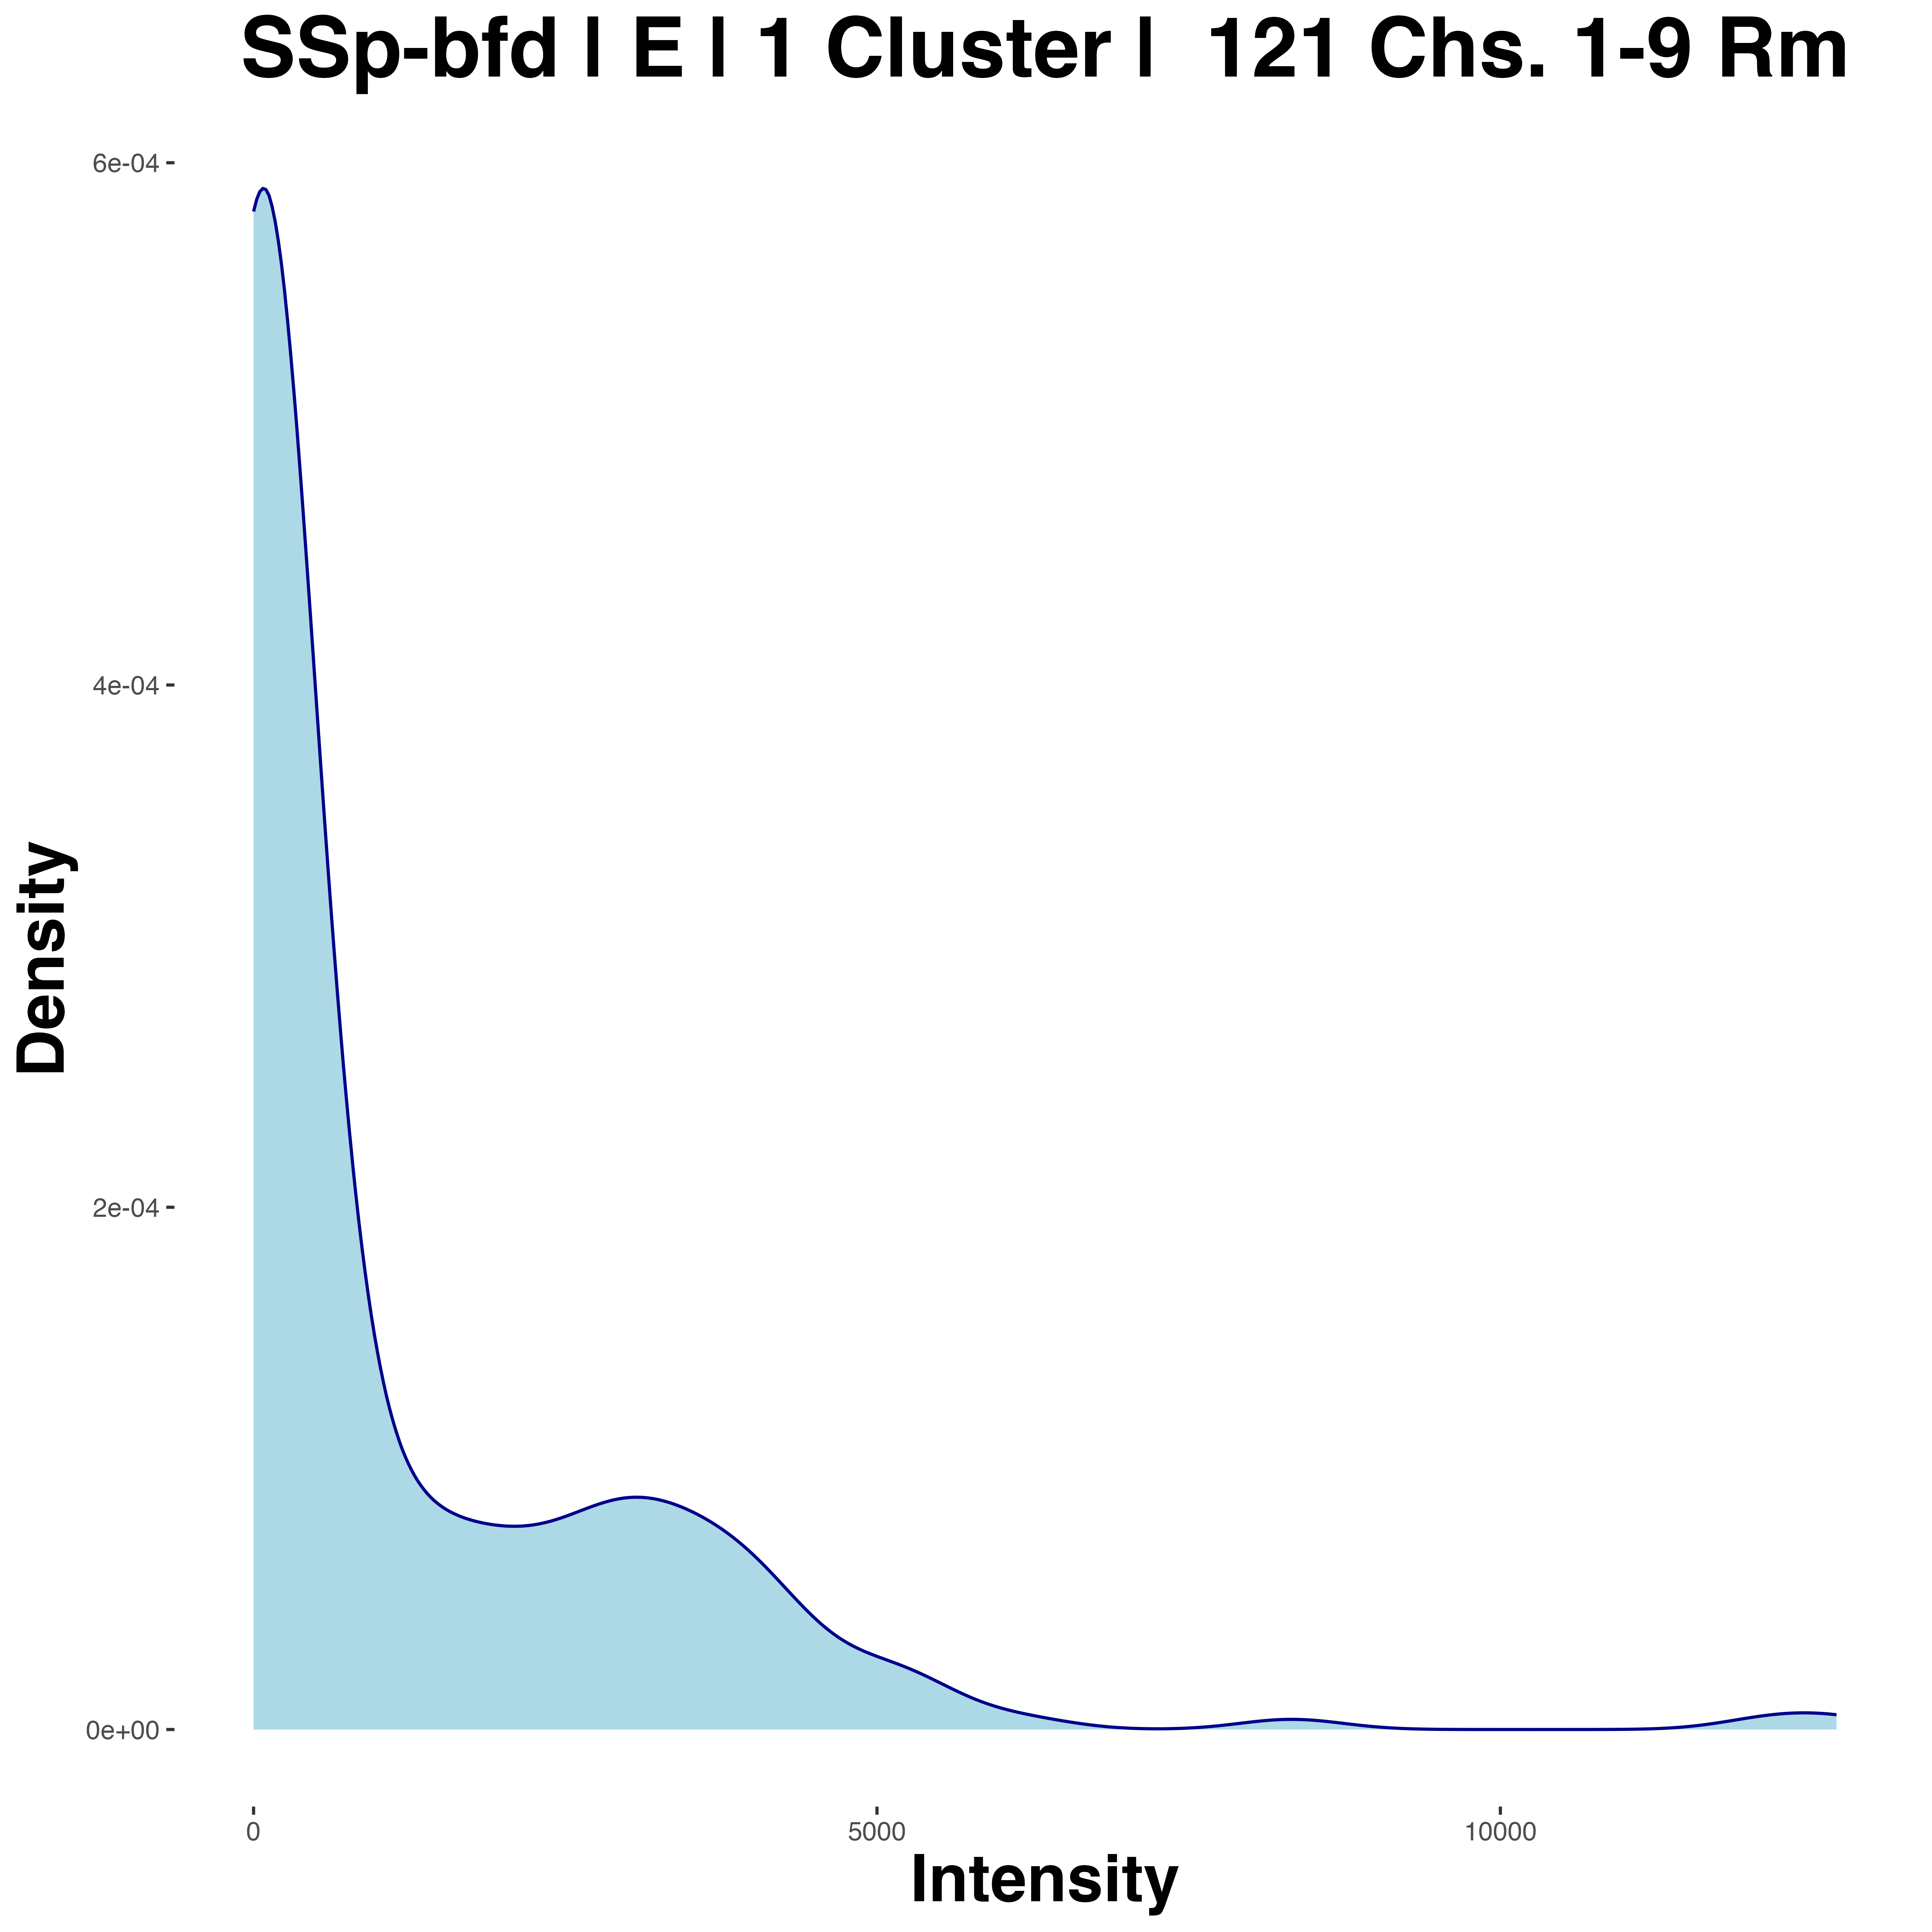 SSp-bfd | E | 1 Cluster |  121 Chs. 1-9 Rm
6e-04
4e-04
2e-04
0e+00
Density
0
5000
10000
Intensity